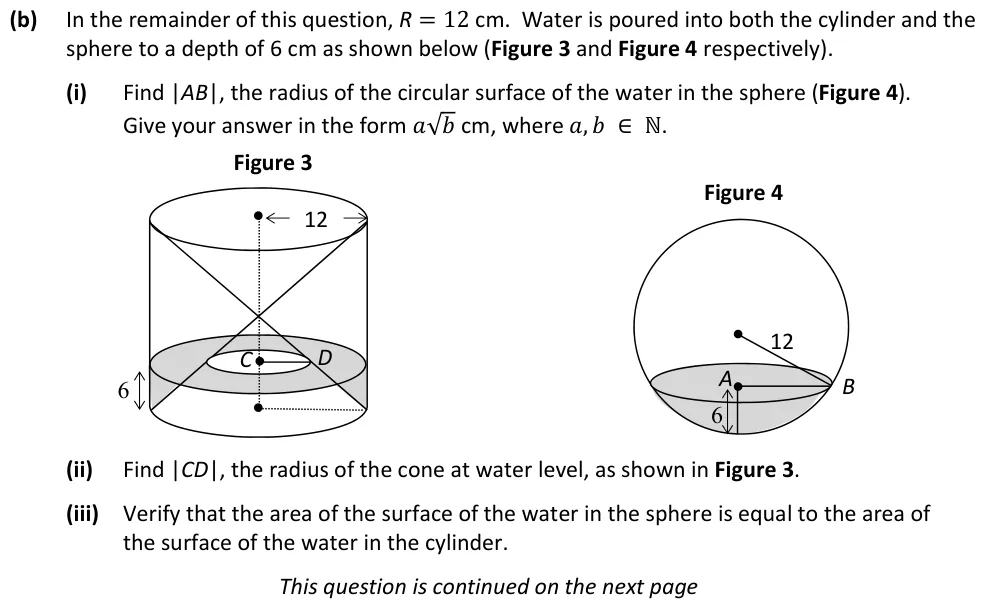 (b) In the remainder of this question, R = 12 cm. Water is poured into both the cylinder and the
sphere to a depth of 6 cm as shown below (Figure 3 and Figure 4 respectively).
(i) Find |AB|, the radius of the circular surface of the water in the sphere (Figure 4).
Give your answer in the form a√b cm, where a, b ∈ ℕ.
Figure 3
12
C
D
6
Figure 4
12
A
B
6
(ii) Find |CD|, the radius of the cone at water level, as shown in Figure 3.
(iii) Verify that the area of the surface of the water in the sphere is equal to the area of
the surface of the water in the cylinder.
This question is continued on the next page